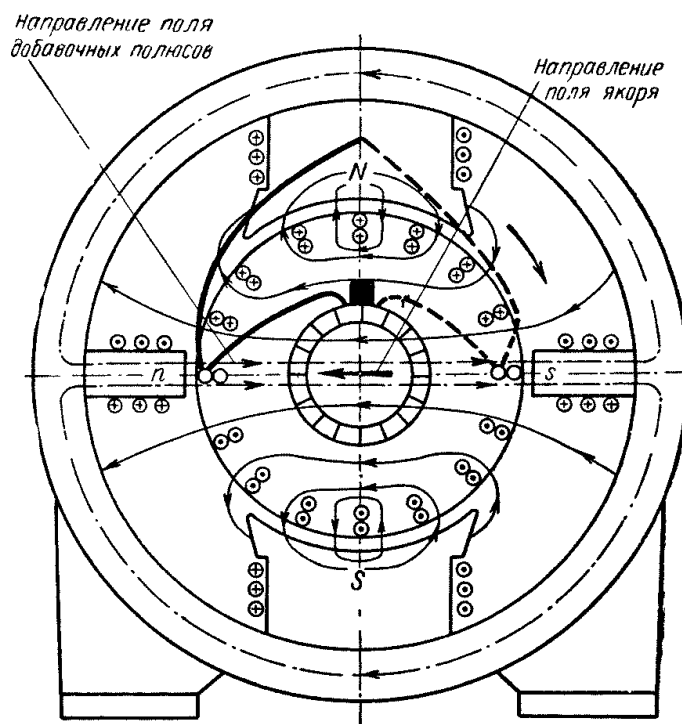 Направление поля
добавочных полюсов
Направление
поля якоря
N
n
s
S